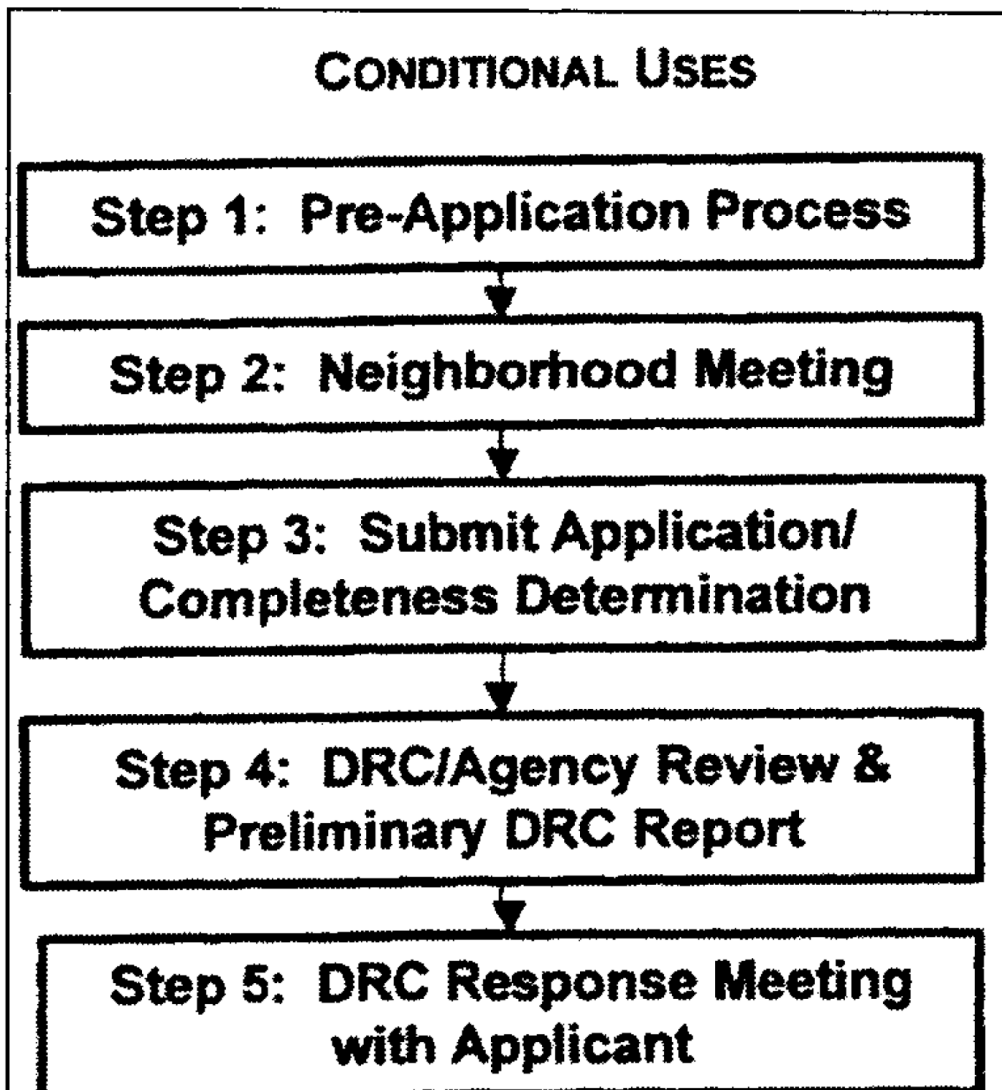 CONDITIONAL USES
Step 1: Pre-Application Process
Step 2: Neighborhood Meeting
Step 3: Submit Application/
Completeness Determination
Step 4: DRC/Agency Review &
Preliminary DRC Report
Step 5: DRC Response Meeting
with Applicant